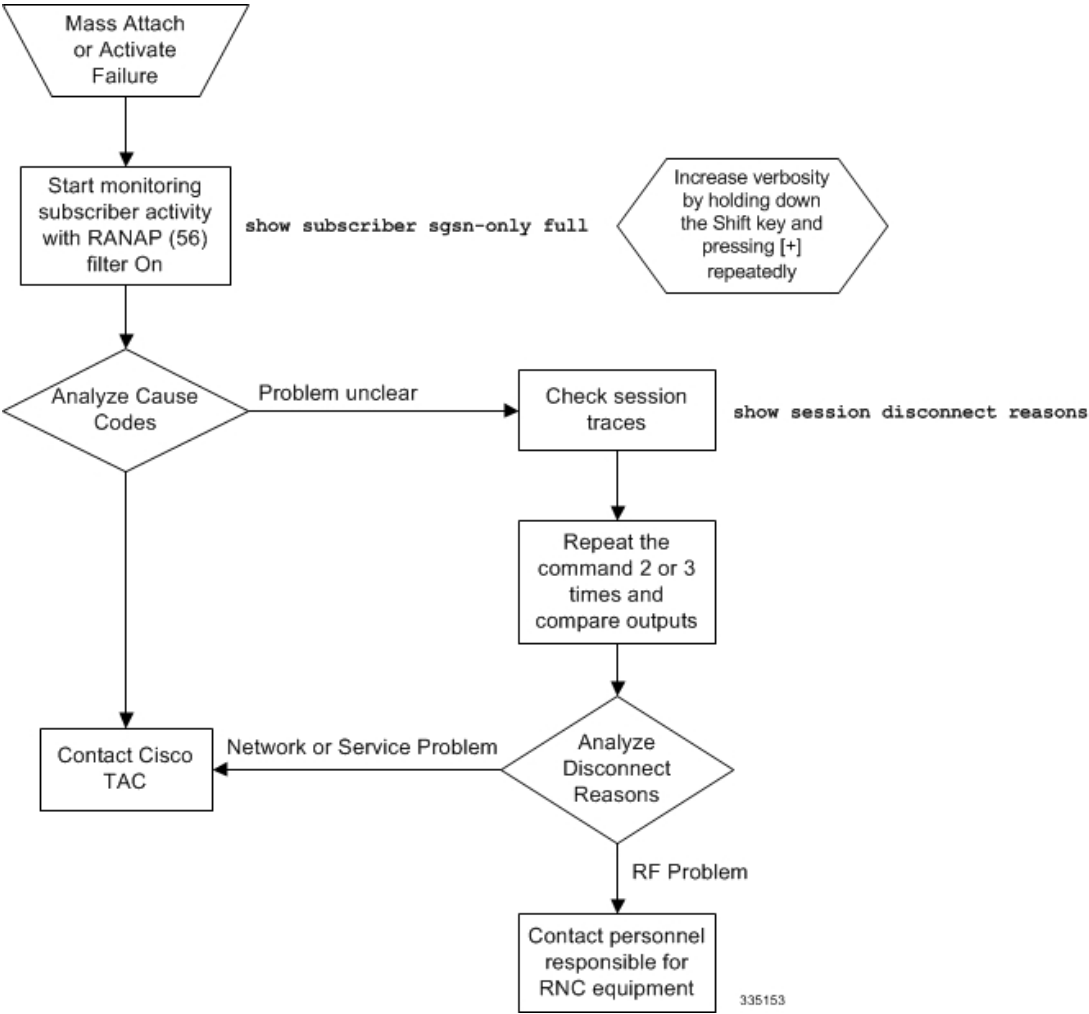 Mass Attach
or Activate
Failure
Start monitoring
subscriber activity
with RANAP (56)
filter On
show subscriber sgsn-only full
Increase verbosity
by holding down
the Shift key and
pressing [+]
repeatedly
Analyze Cause
Codes
Problem unclear
Check session
traces
show session disconnect reasons
Repeat the
command 2 or 3
times and
compare outputs
Contact Cisco
TAC
Network or Service Problem
Analyze
Disconnect
Reasons
RF Problem
Contact personnel
responsible for
RNC equipment
335153